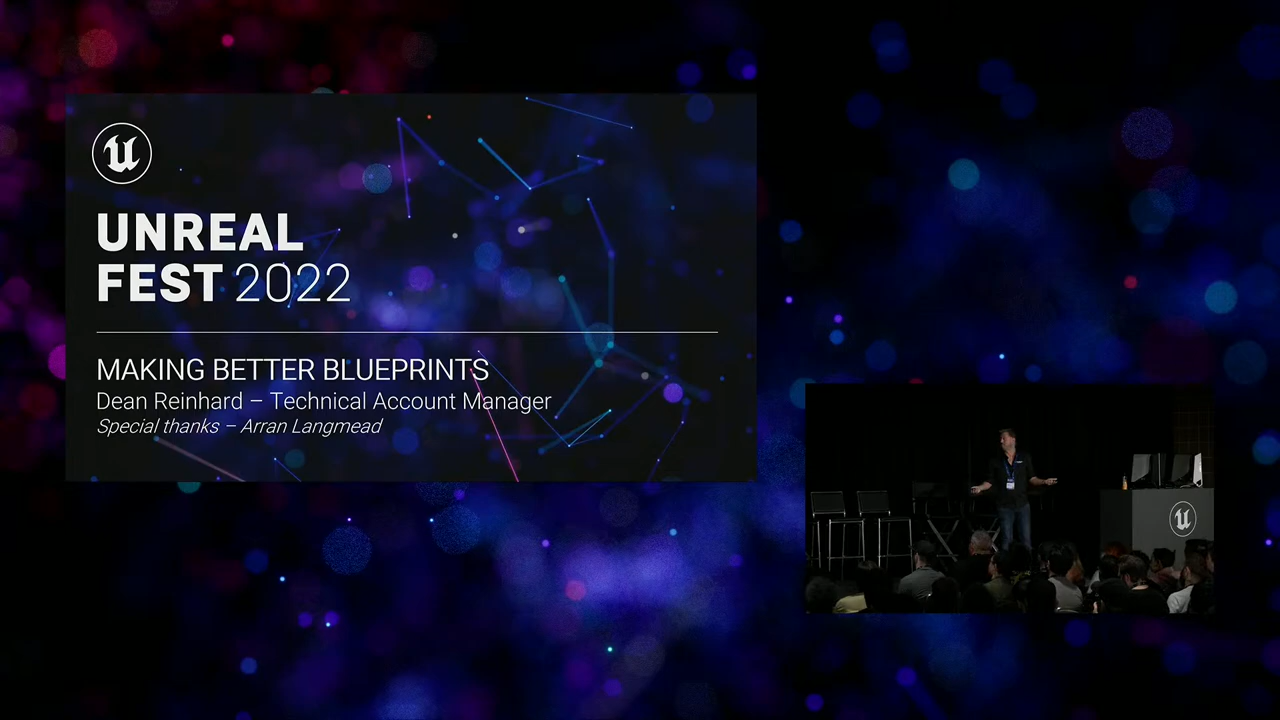 UNREAL
FEST 2022
MAKING BETTER BLUEPRINTS
Dean Reinhard – Technical Account Manager
Special thanks – Arran Langmead